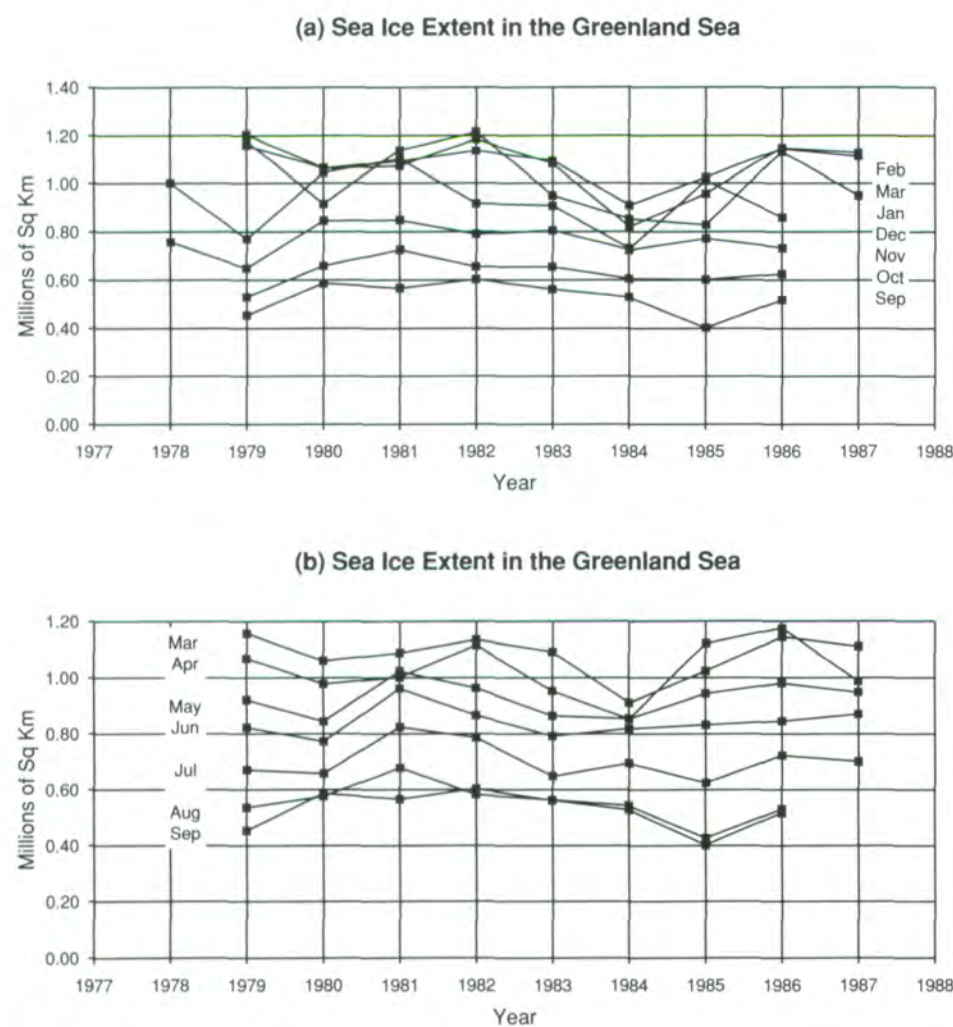 (a) Sea Ice Extent in the Greenland Sea
1.40
1.20
1.00
0.80
0.60
0.40
0.20
0.00
Millions of Sq Km
Feb
Mar
Jan
Dec
Nov
Oct
Sep
1977 1978 1979 1980 1981 1982 1983 1984 1985 1986 1987 1988
Year
(b) Sea Ice Extent in the Greenland Sea
1.20
1.00
0.80
0.60
0.40
0.20
0.00
Millions of Sq Km
Mar
Apr
May
Jun
Jul
Aug
Sep
1977 1978 1979 1980 1981 1982 1983 1984 1985 1986 1987 1988
Year